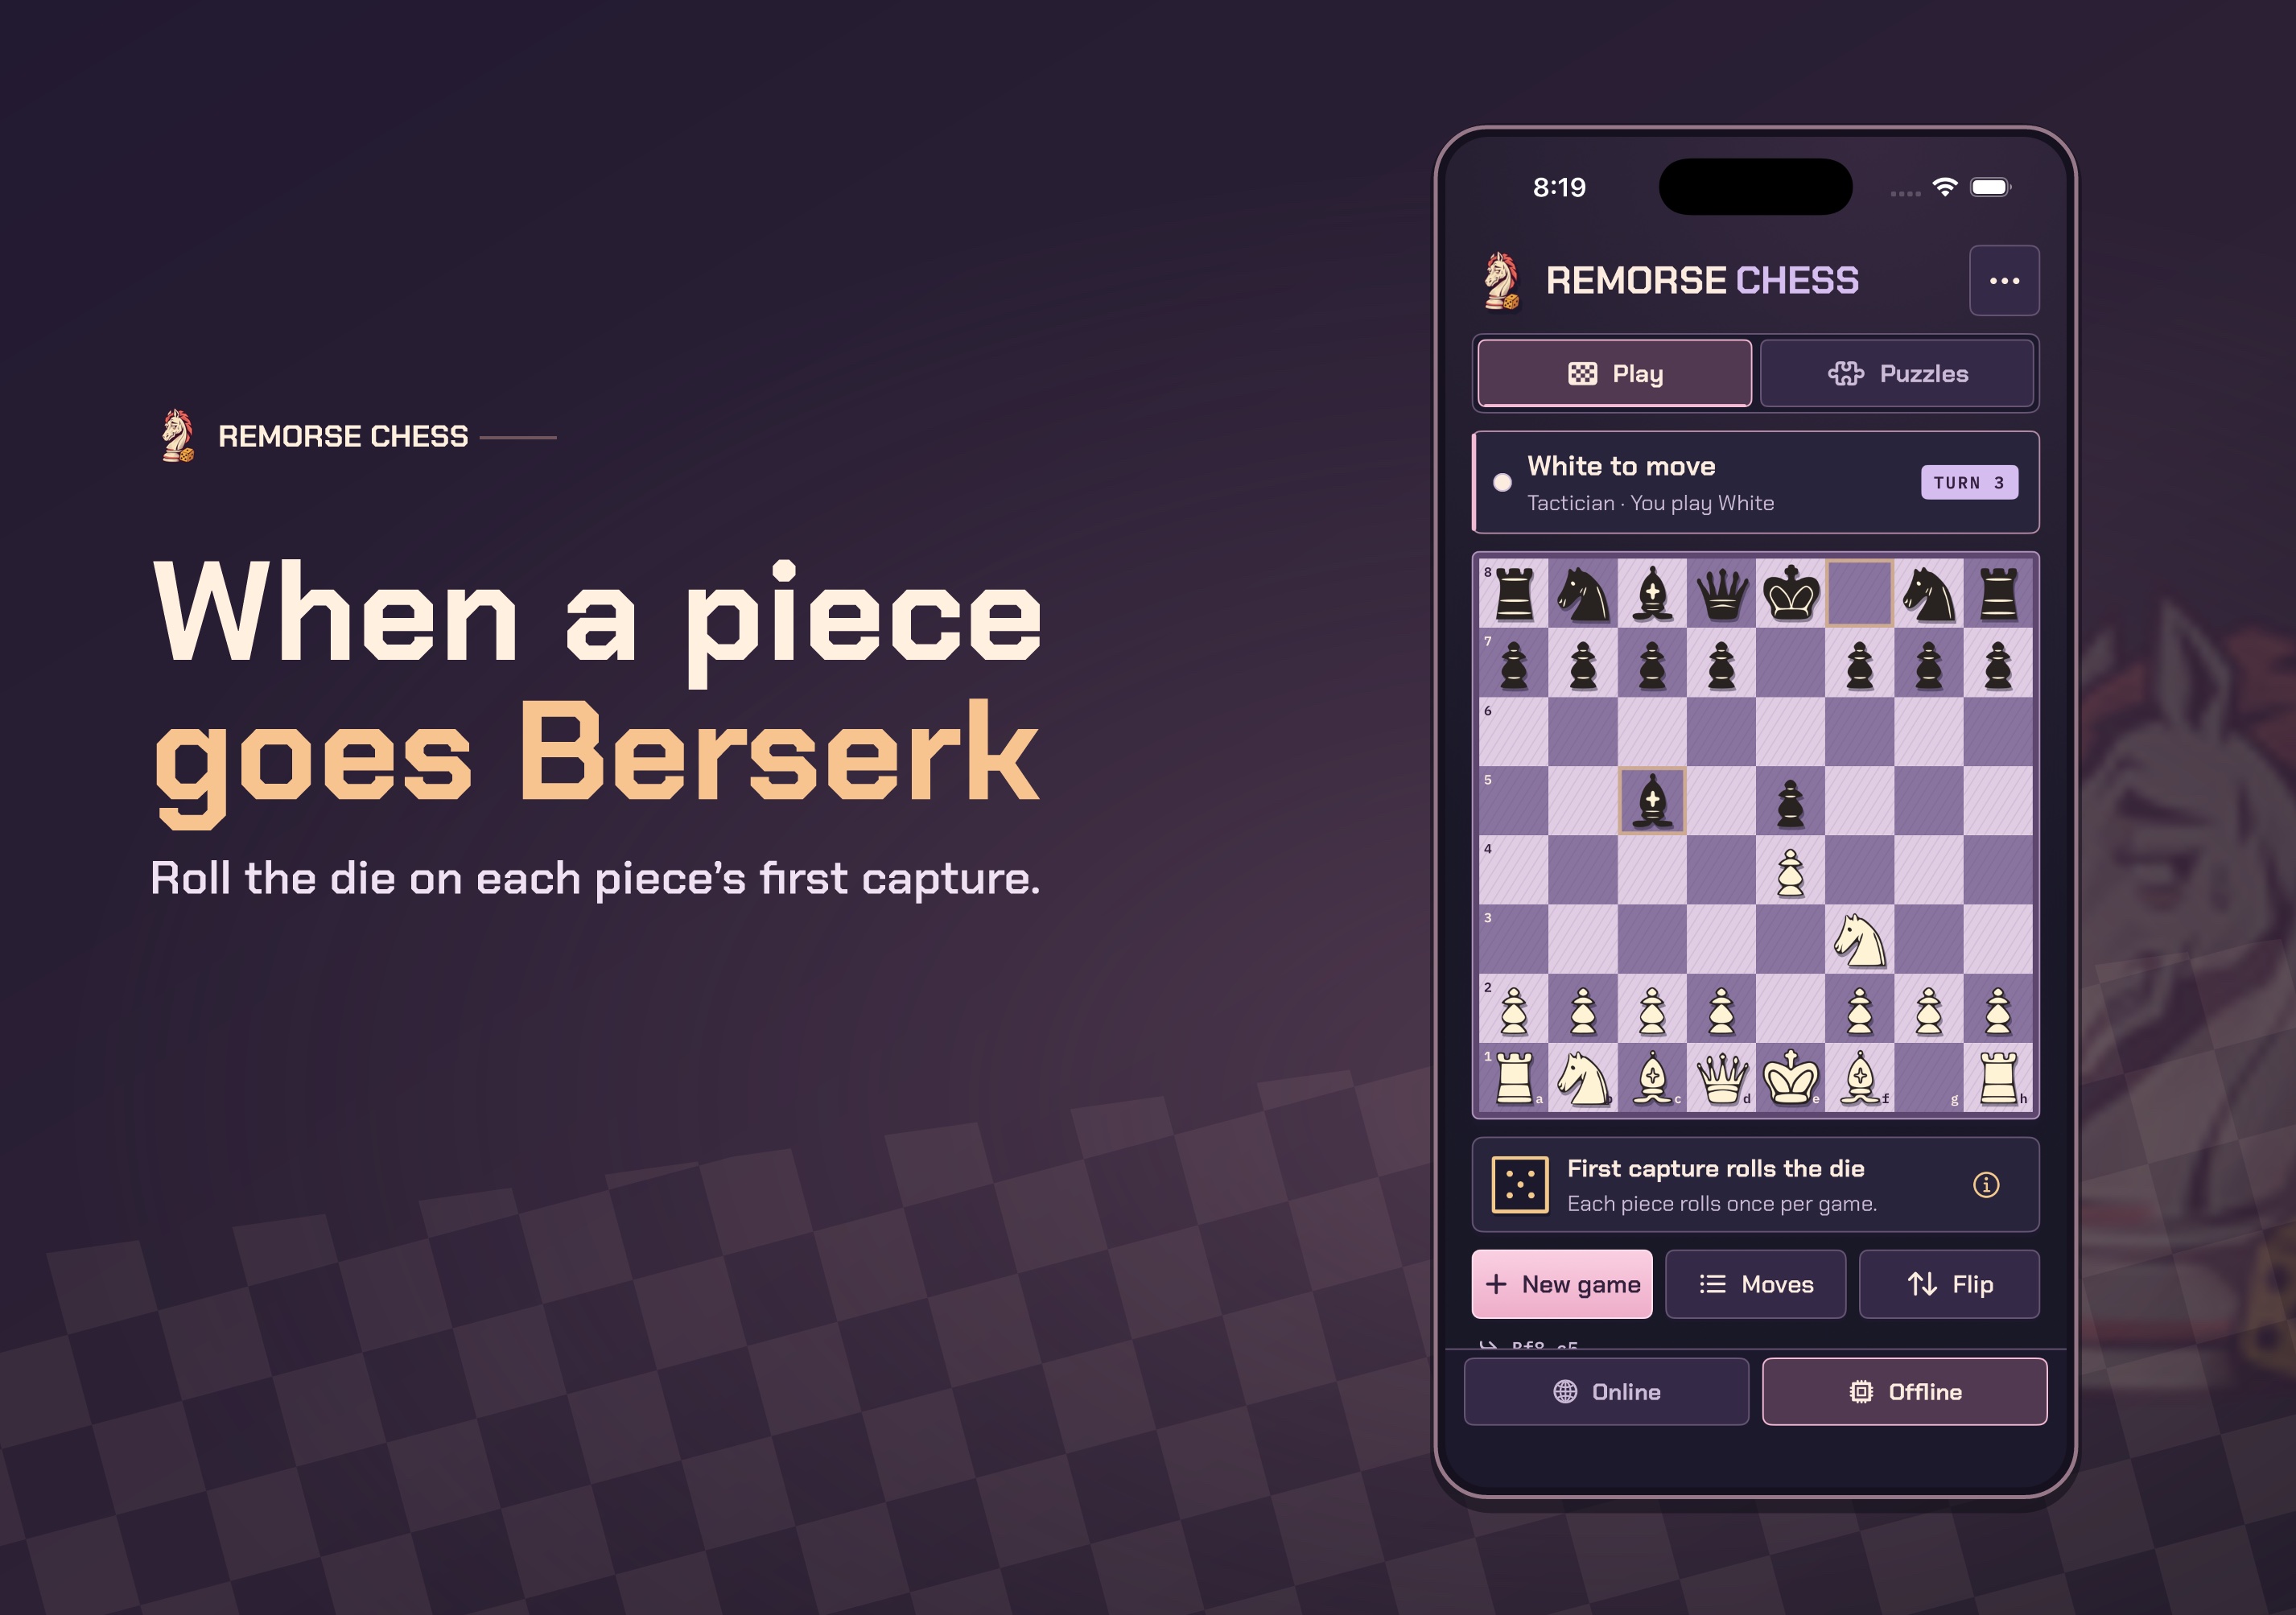 REMORSE CHESS
When a piece
goes Berserk
Roll the die on each piece’s first capture.
8:19
REMORSE CHESS
Play
Puzzles
White to move
Tactician · You play White
TURN 3
8
7
6
5
4
3
2
1
a b c d e f g h
First capture rolls the die
Each piece rolls once per game.
New game
Moves
Flip
Online
Offline